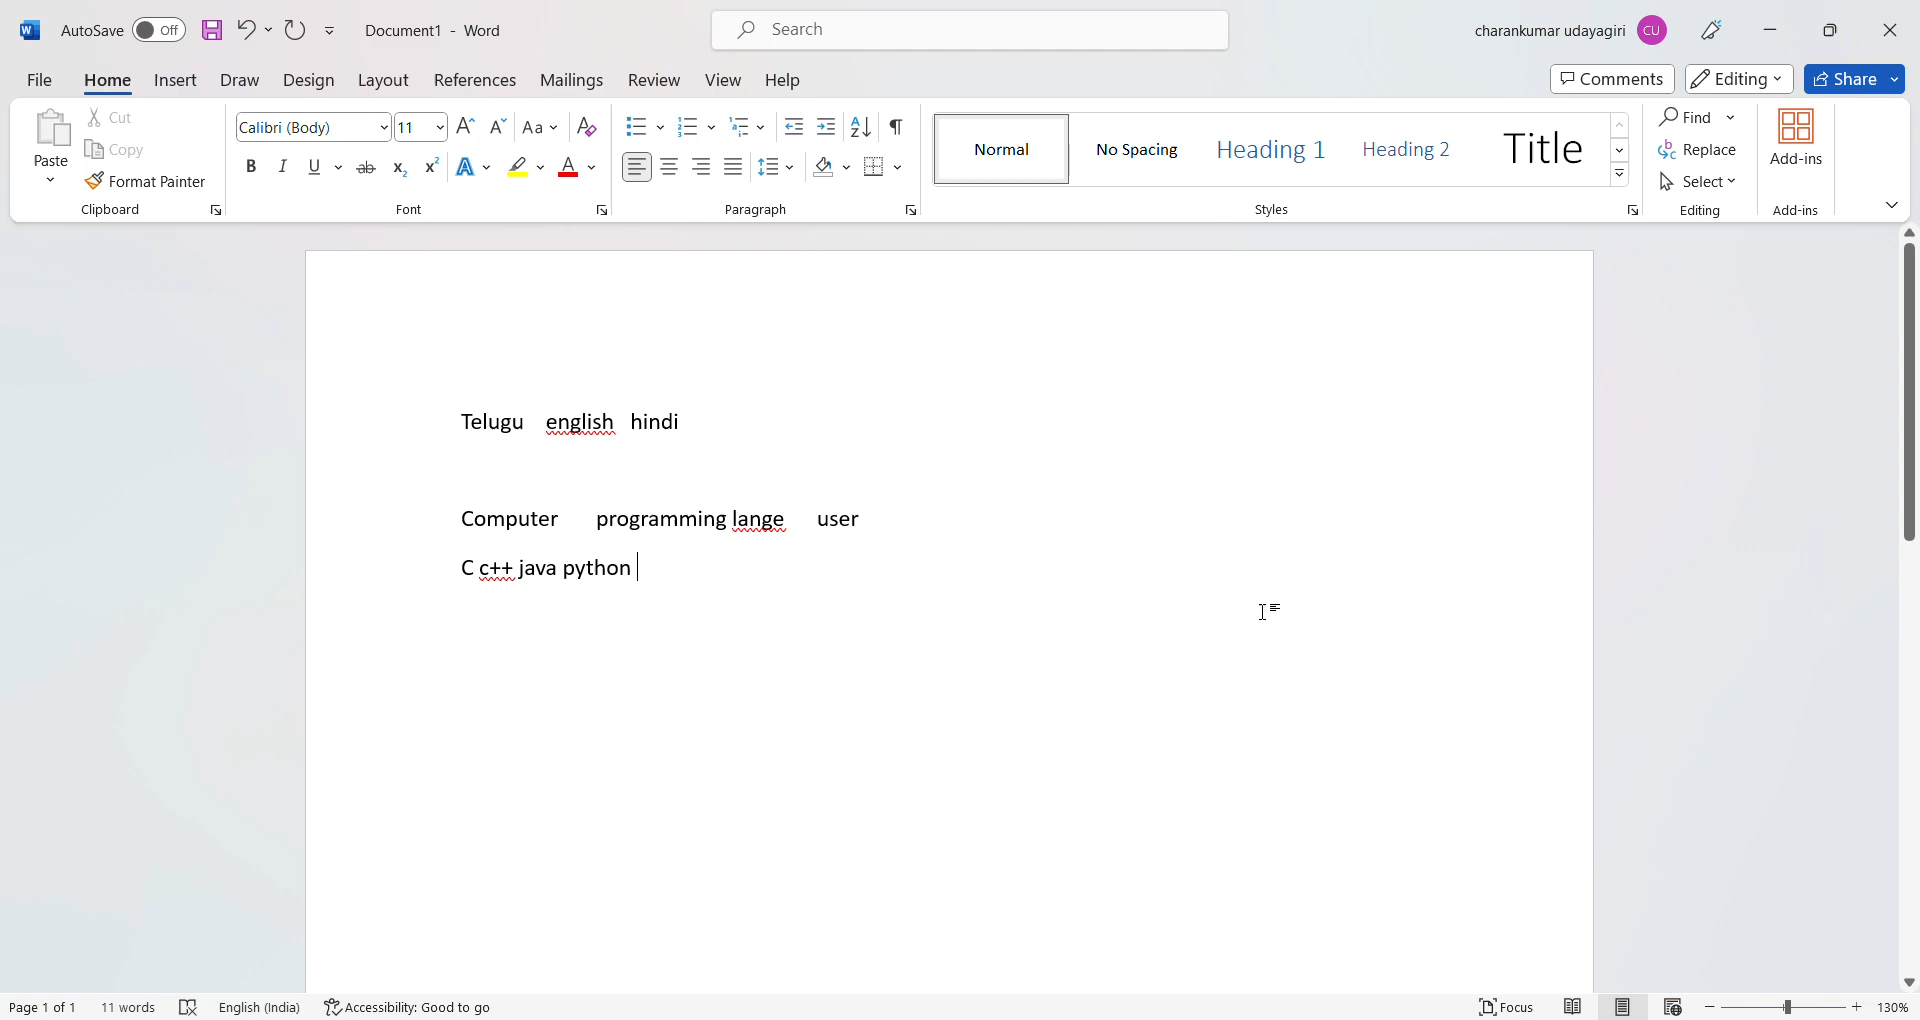 AutoSave Off Document1 - Word Search charankumar udayagiri CU
File Home Insert Draw Design Layout References Mailings Review View Help Comments Editing Share
Paste Cut Copy Format Painter Clipboard
Calibri (Body) 11 Font
Paragraph
Normal No Spacing Heading 1 Heading 2 Title Styles
Find Replace Select Editing
Add-ins Add-ins
Telugu english hindi
Computer programming lange user
C c++ java python
Page 1 of 1 11 words English (India) Accessibility: Good to go Focus 130%